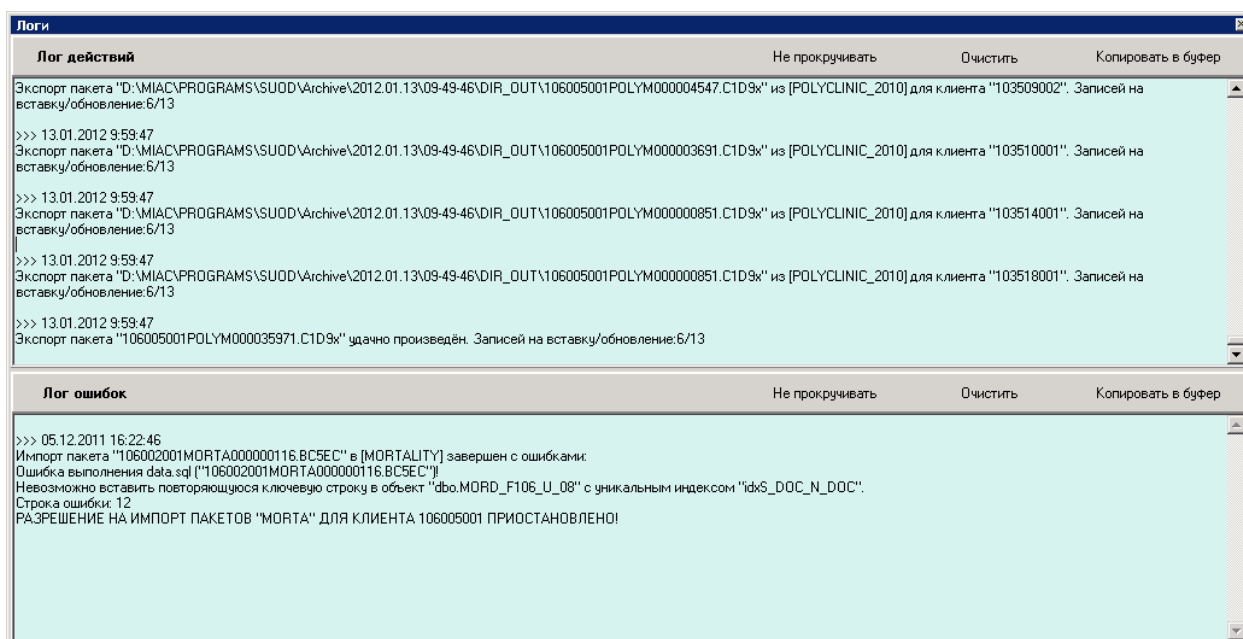 Логи
Лог действий Не прокручивать Очистить Копировать в буфер
Экспорт пакета "D:\MIAC\PROGRAMS\SUOD\Archive\2012.01.13\09-49-46\DIR_OUT\106005001POLYM000004547.C1D9x" из [POLYCLINIC_2010] для клиента "103509002". Записей на
вставку/обновление:6/13
>>> 13.01.2012 9:59:47
Экспорт пакета "D:\MIAC\PROGRAMS\SUOD\Archive\2012.01.13\09-49-46\DIR_OUT\106005001POLYM000003691.C1D9x" из [POLYCLINIC_2010] для клиента "103510001". Записей на
вставку/обновление:6/13
>>> 13.01.2012 9:59:47
Экспорт пакета "D:\MIAC\PROGRAMS\SUOD\Archive\2012.01.13\09-49-46\DIR_OUT\106005001POLYM000000851.C1D9x" из [POLYCLINIC_2010] для клиента "103514001". Записей на
вставку/обновление:6/13
>>> 13.01.2012 9:59:47
Экспорт пакета "D:\MIAC\PROGRAMS\SUOD\Archive\2012.01.13\09-49-46\DIR_OUT\106005001POLYM000000851.C1D9x" из [POLYCLINIC_2010] для клиента "103518001". Записей на
вставку/обновление:6/13
>>> 13.01.2012 9:59:47
Экспорт пакета "106005001POLYM000035971.C1D9x" удачно произведён. Записей на вставку/обновление:6/13
Лог ошибок Не прокручивать Очистить Копировать в буфер
>>> 05.12.2011 16:22:46
Импорт пакета "106002001MORTA000000116.BC5EC" в [MORTALITY] завершен с ошибками:
Ошибка выполнения data.sql ("106002001MORTA000000116.BC5EC")!
Невозможно вставить повторяющуюся ключевую строку в объект "dbo.MORD_F106_U_08" с уникальным индексом "idxS_DOC_N_DOC".
Строка ошибки: 12
РАЗРЕШЕНИЕ НА ИМПОРТ ПАКЕТОВ "MORTA" ДЛЯ КЛИЕНТА 106005001 ПРИОСТАНОВЛЕНО!